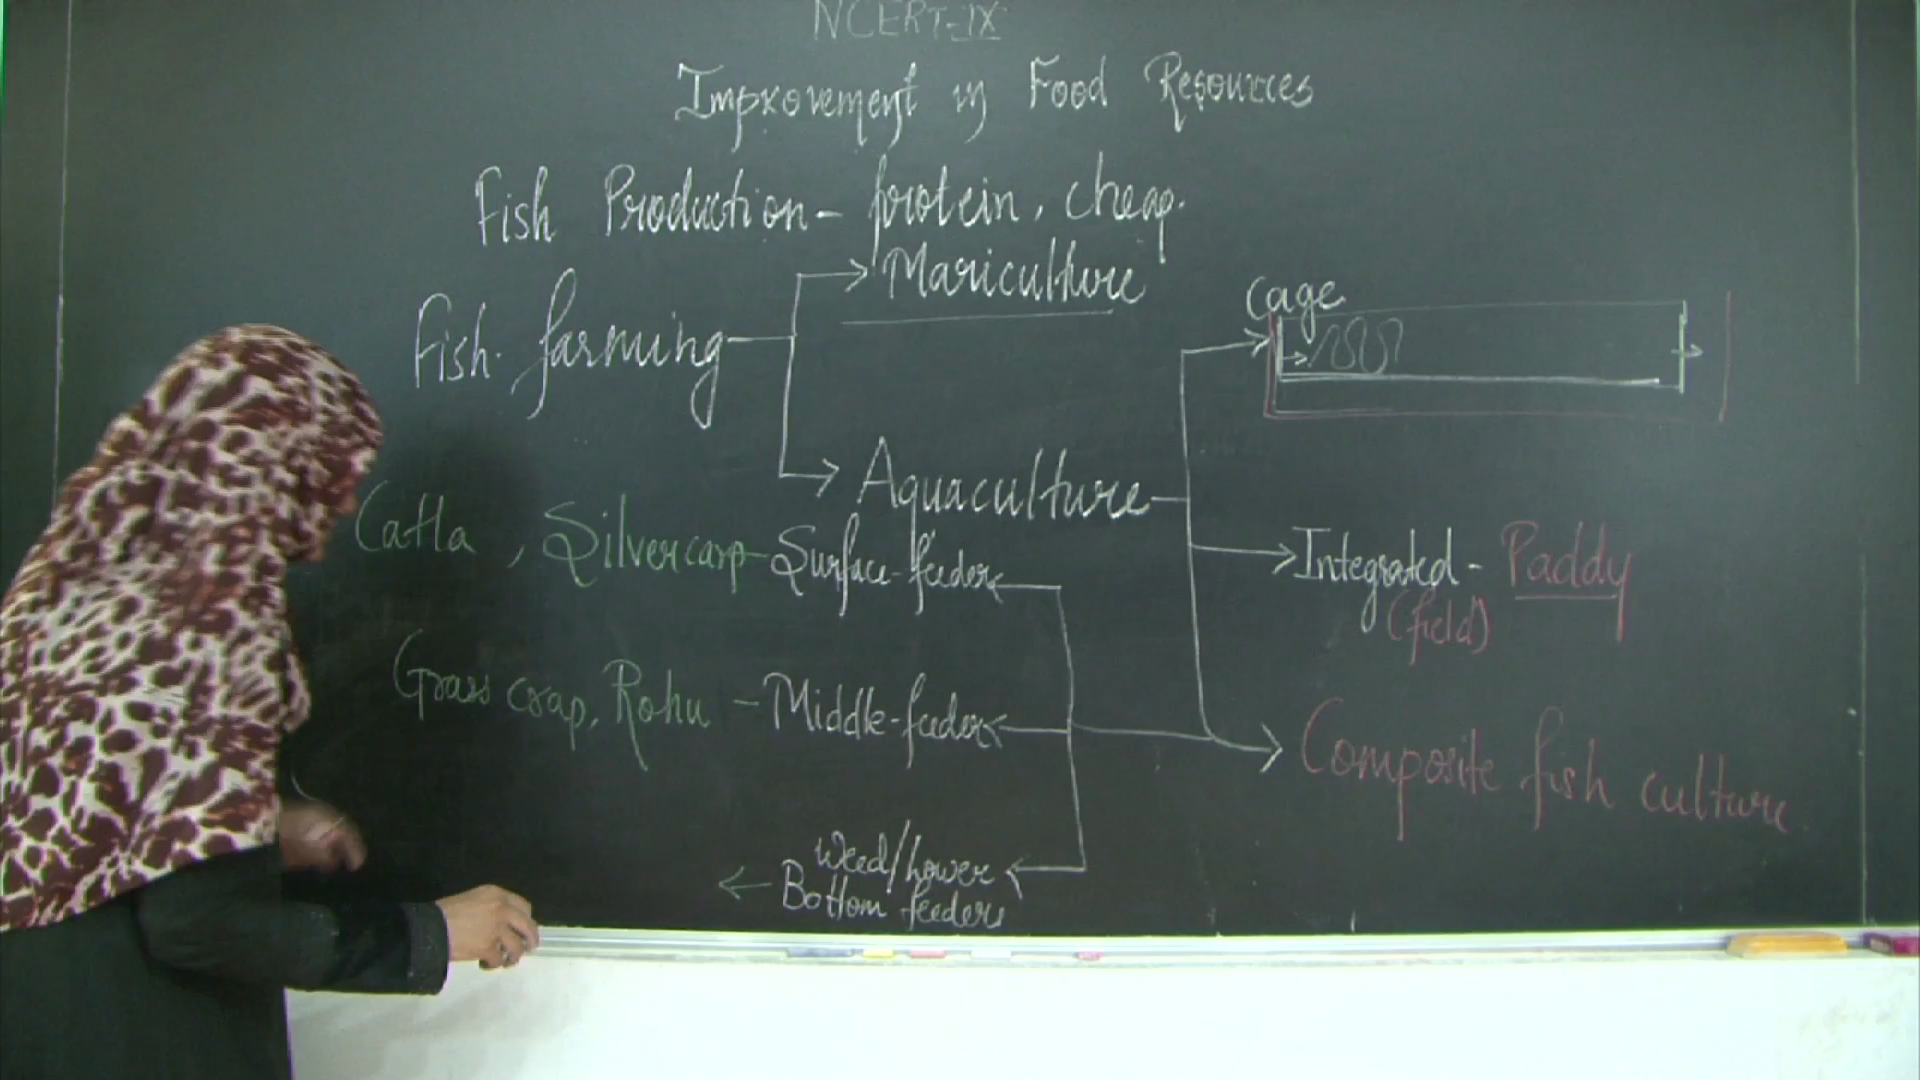 NCERT-IX
Improvement in Food Resources
Fish Production - protein, cheap.
Mariculture
Cage
Fish farming
Aquaculture
Catla, Silvercarp - Surface-feeder
Integrated - Paddy
(field)
Grass crap, Rohu - Middle-feeder
Composite fish culture
Weed/Lower
Bottom feeders